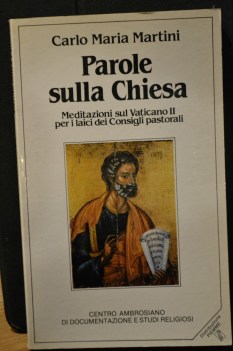 Carlo Maria Martini
Parole
sulla Chiesa
Meditazioni sul Vaticano II
per i laici dei Consigli pastorali
CENTRO AMBROSIANO
DI DOCUMENTAZIONE E STUDI RELIGIOSI